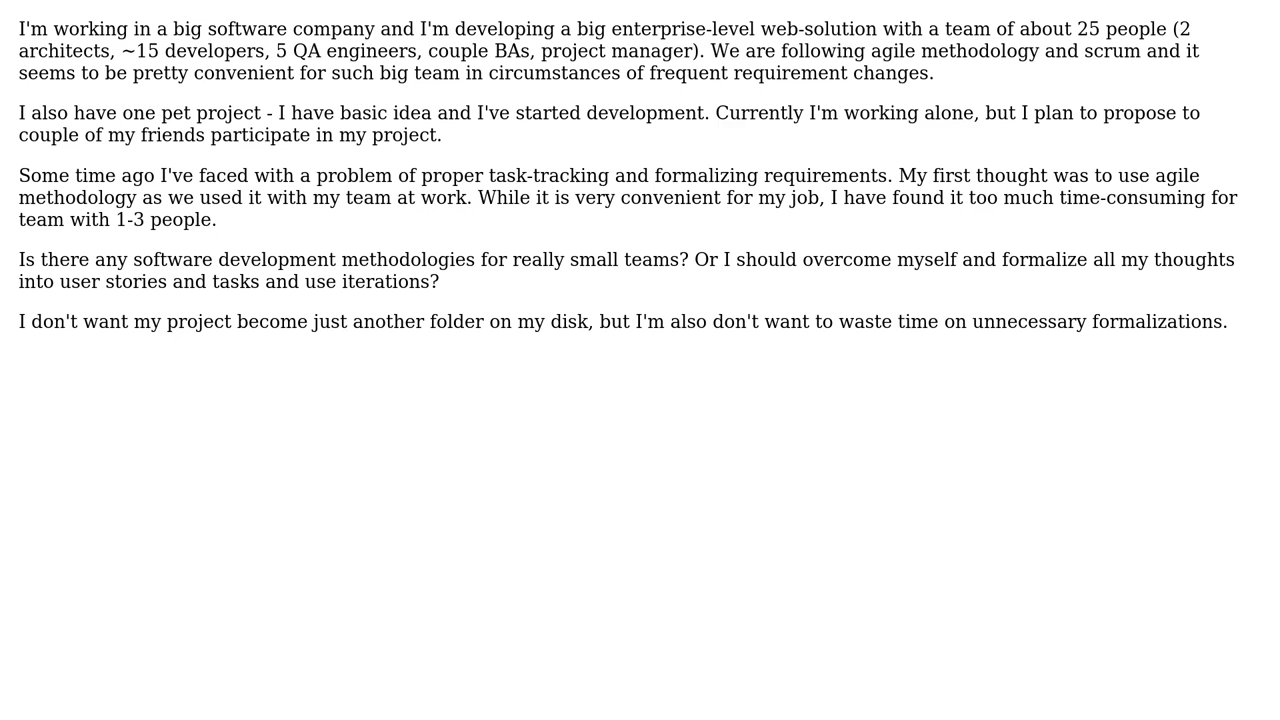 I'm working in a big software company and I'm developing a big enterprise-level web-solution with a team of about 25 people (2
architects, ~15 developers, 5 QA engineers, couple BAs, project manager). We are following agile methodology and scrum and it
seems to be pretty convenient for such big team in circumstances of frequent requirement changes.
I also have one pet project - I have basic idea and I've started development. Currently I'm working alone, but I plan to propose to
couple of my friends participate in my project.
Some time ago I've faced with a problem of proper task-tracking and formalizing requirements. My first thought was to use agile
methodology as we used it with my team at work. While it is very convenient for my job, I have found it too much time-consuming for
team with 1-3 people.
Is there any software development methodologies for really small teams? Or I should overcome myself and formalize all my thoughts
into user stories and tasks and use iterations?
I don't want my project become just another folder on my disk, but I'm also don't want to waste time on unnecessary formalizations.